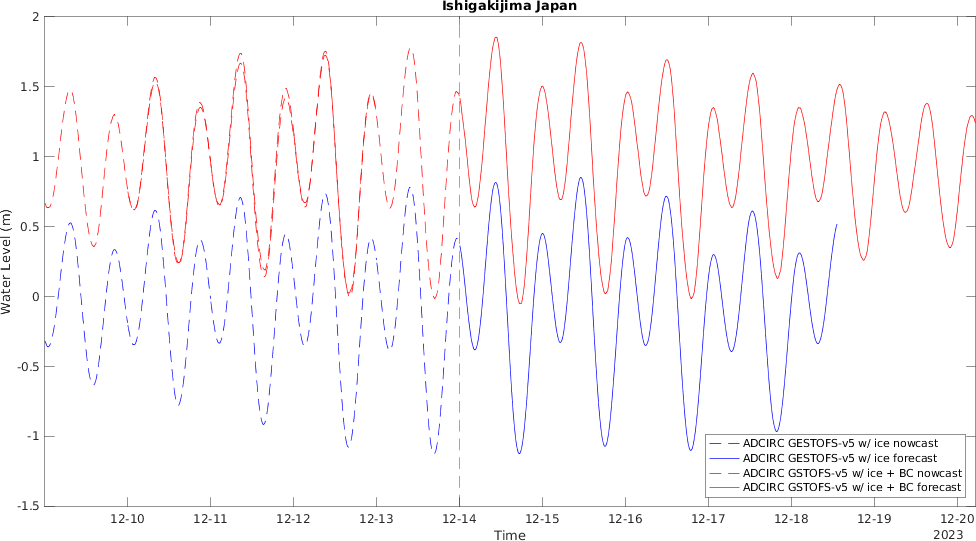 Ishigakijima Japan
2
1.5
1
0.5
0
-0.5
-1
-1.5
Water Level (m)
12-10
12-11
12-12
12-13
12-14
12-15
12-16
12-17
12-18
12-19
12-20
Time
2023
ADCIRC GESTOFS-v5 w/ ice nowcast
ADCIRC GESTOFS-v5 w/ ice forecast
ADCIRC GSTOFS-v5 w/ ice + BC nowcast
ADCIRC GSTOFS-v5 w/ ice + BC forecast